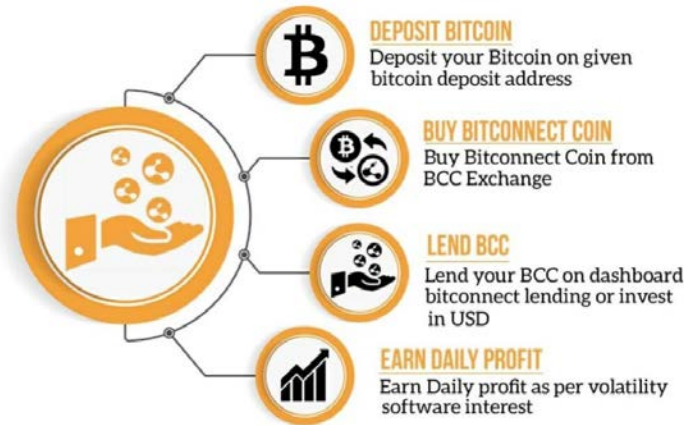 DEPOSIT BITCOIN
Deposit your Bitcoin on given
bitcoin deposit address
BUY BITCONNECT COIN
Buy Bitconnect Coin from
BCC Exchange
LEND BCC
Lend your BCC on dashboard
bitconnect lending or invest
in USD
EARN DAILY PROFIT
Earn Daily profit as per volatility
software interest